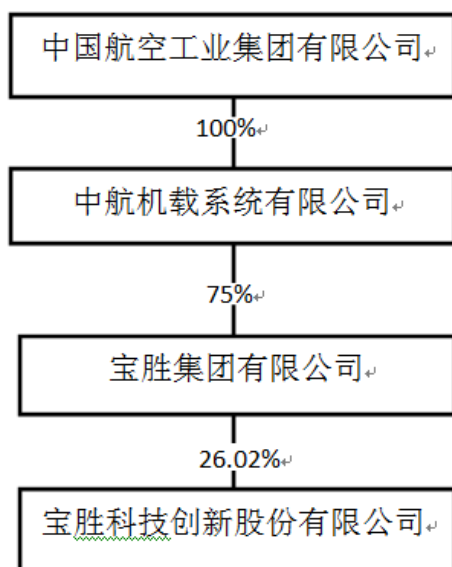 中国航空工业集团有限公司
100%
中航机载系统有限公司
75%
宝胜集团有限公司
26.02%
宝胜科技创新股份有限公司